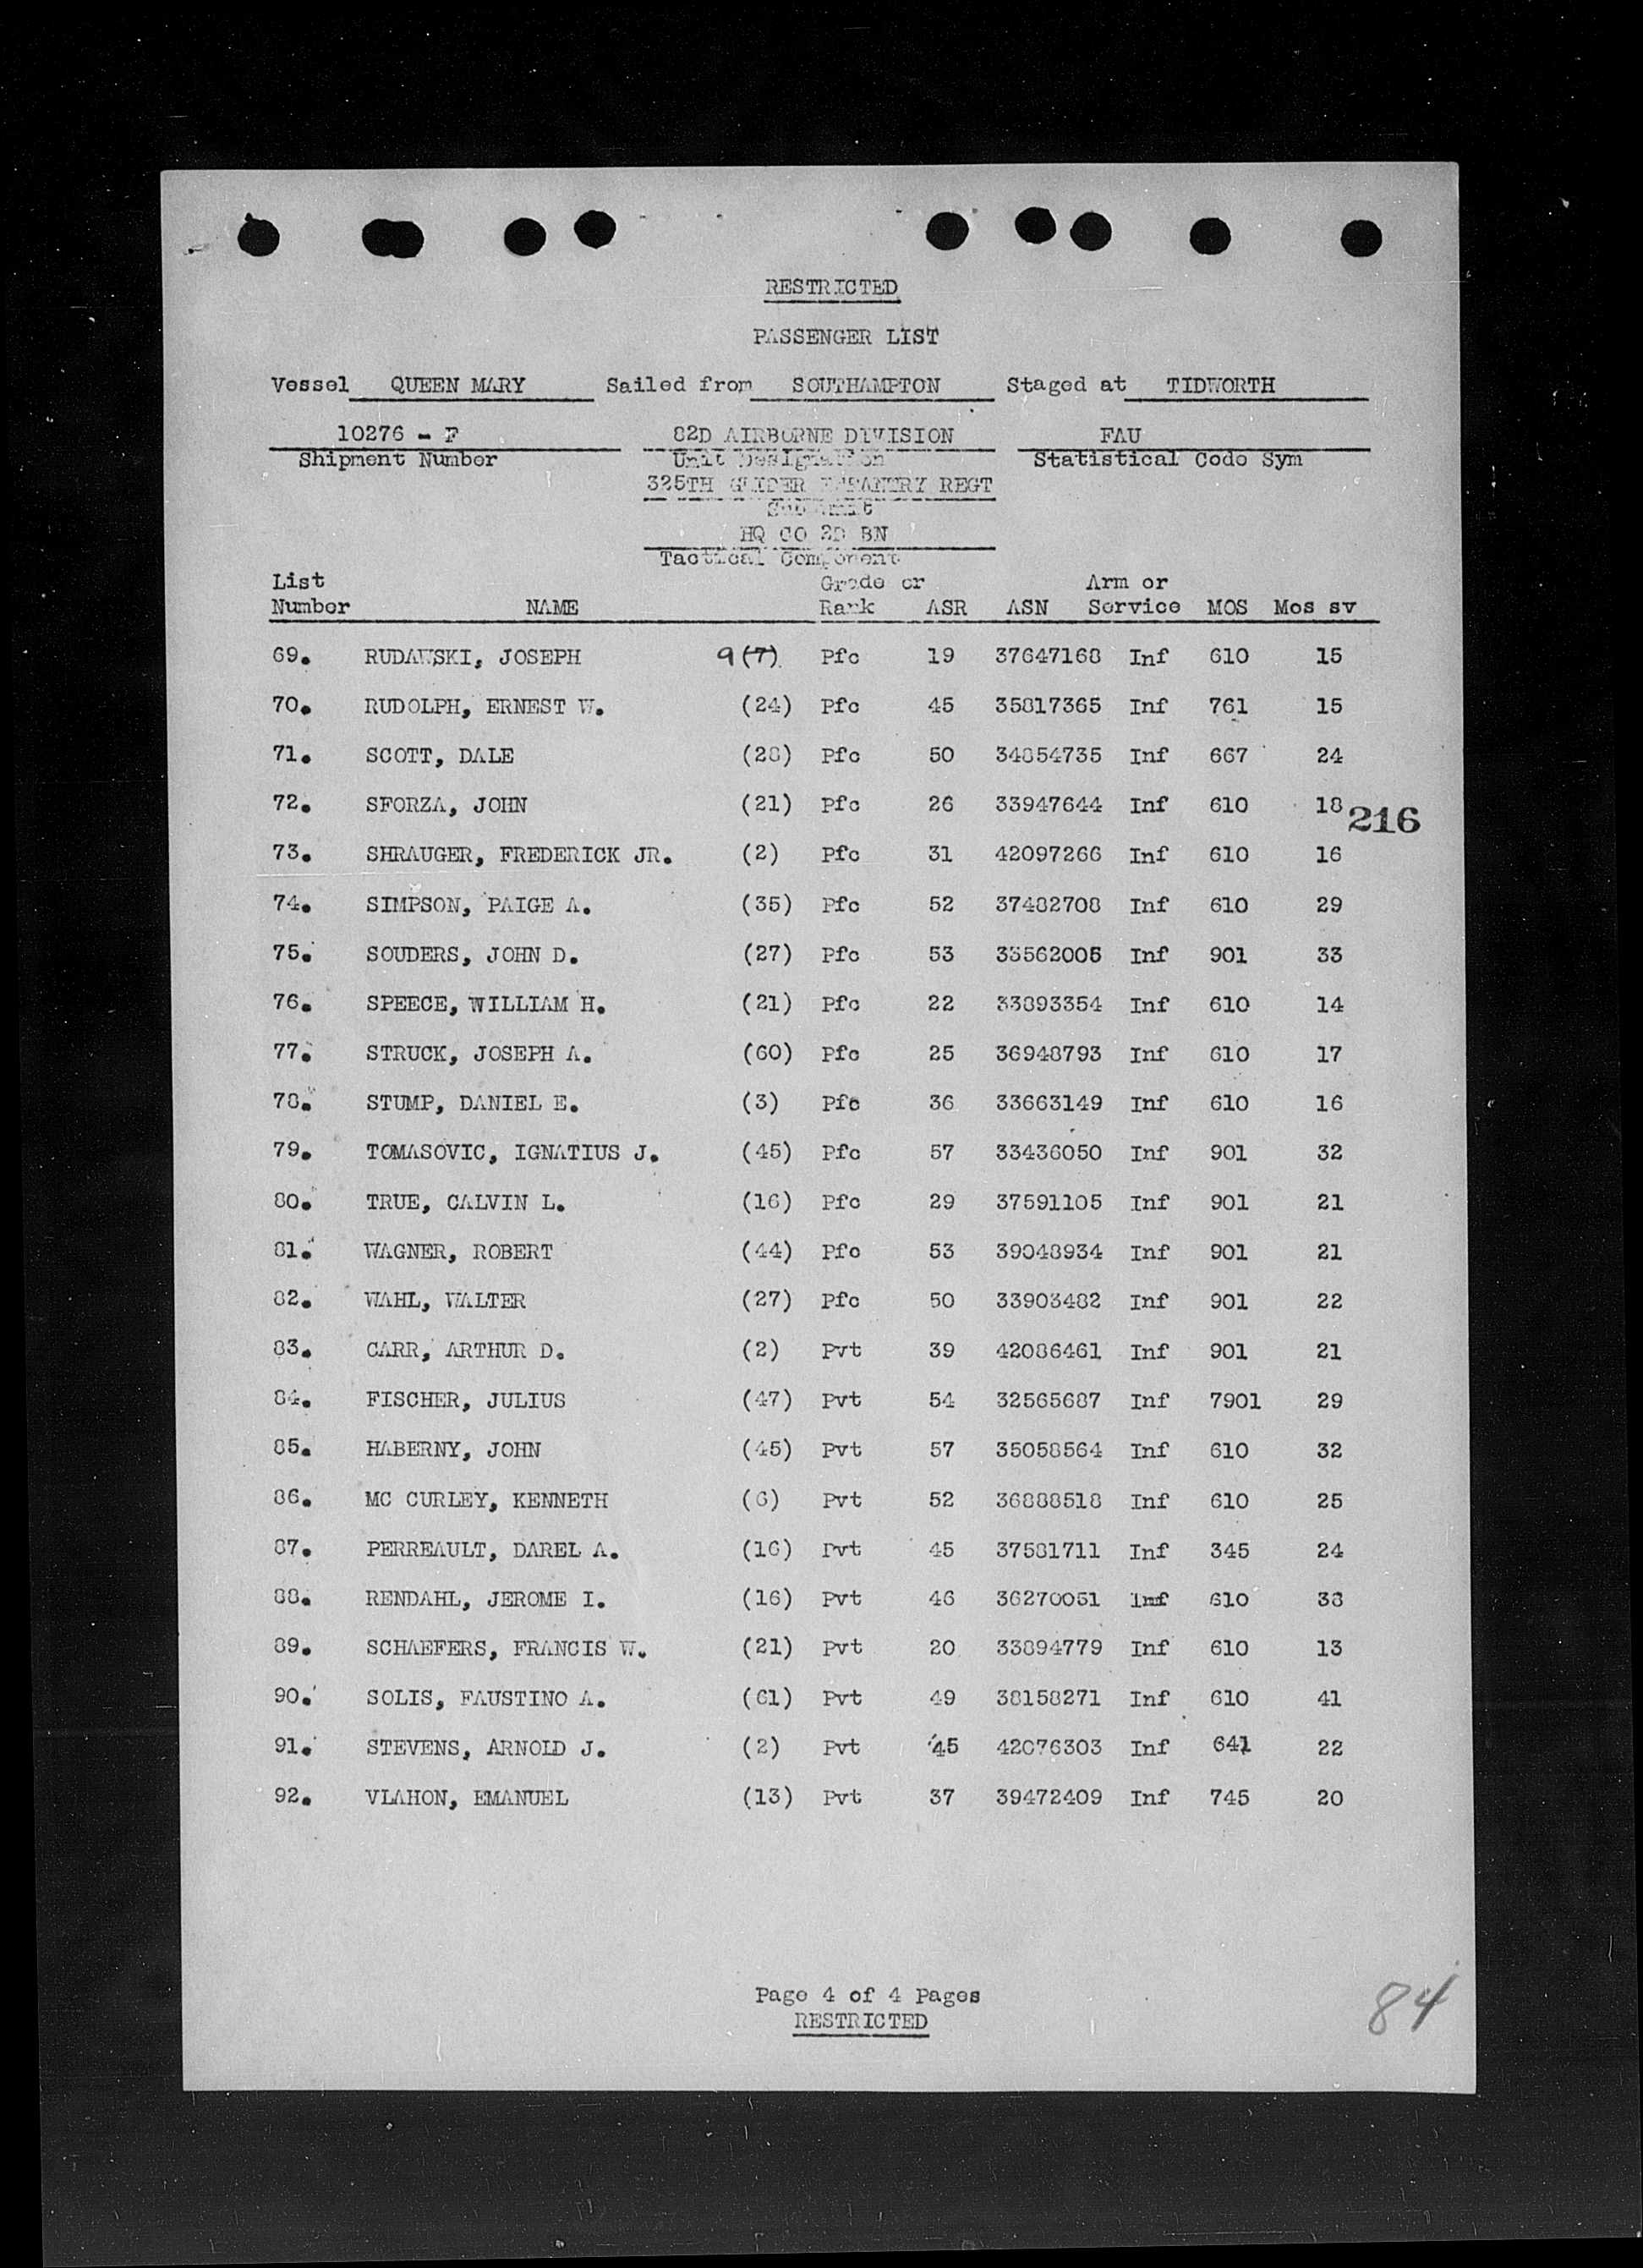 RESTRICTED
PASSENGER LIST
Vessel QUEEN MARY Sailed from SOUTHAMPTON Staged at TIDWORTH
10276 - F 82D AIRBORNE DIVISION FAU
Shipment Number Unit Designation Statistical Code Sym
325TH GLIDER INFANTRY REGT
Sub Unit
HQ CO 2D BN
Tactical Component
List Grade or Arm or
Number NAME Rank ASR ASN Service MOS Mos sv
69. RUDAWSKI, JOSEPH 9 (7) Pfc 19 37647168 Inf 610 15
70. RUDOLPH, ERNEST W. (24) Pfc 45 35817365 Inf 761 15
71. SCOTT, DALE (28) Pfc 50 34854735 Inf 667 24
72. SFORZA, JOHN (21) Pfc 26 33947644 Inf 610 18
216
73. SHRAUGER, FREDERICK JR. (2) Pfc 31 42097266 Inf 610 16
74. SIMPSON, PAIGE A. (35) Pfc 52 37482708 Inf 610 29
75. SOUDERS, JOHN D. (27) Pfc 53 33562005 Inf 901 33
76. SPEECE, WILLIAM H. (21) Pfc 22 33893354 Inf 610 14
77. STRUCK, JOSEPH A. (60) Pfc 25 36948793 Inf 610 17
78. STUMP, DANIEL E. (3) Pfc 36 33663149 Inf 610 16
79. TOMASOVIC, IGNATIUS J. (45) Pfc 57 33436050 Inf 901 32
80. TRUE, CALVIN L. (16) Pfc 29 37591105 Inf 901 21
81. WAGNER, ROBERT (44) Pfc 53 39048934 Inf 901 21
82. WAHL, WALTER (27) Pfc 50 33903482 Inf 901 22
83. CARR, ARTHUR D. (2) Pvt 39 42086461 Inf 901 21
84. FISCHER, JULIUS (47) Pvt 54 32565687 Inf 7901 29
85. HABERNY, JOHN (45) Pvt 57 35058564 Inf 610 32
86. MC CURLEY, KENNETH (6) Pvt 52 36888518 Inf 610 25
87. PERREAULT, DAREL A. (16) Pvt 45 37581711 Inf 345 24
88. RENDAHL, JEROME I. (16) Pvt 46 36270051 Inf 610 38
89. SCHAEFERS, FRANCIS W. (21) Pvt 20 33894779 Inf 610 13
90. SOLIS, FAUSTINO A. (61) Pvt 49 38158271 Inf 610 41
91. STEVENS, ARNOLD J. (2) Pvt 45 42076303 Inf 641 22
92. VLAHON, EMANUEL (13) Pvt 37 39472409 Inf 745 20
Page 4 of 4 Pages
RESTRICTED
84